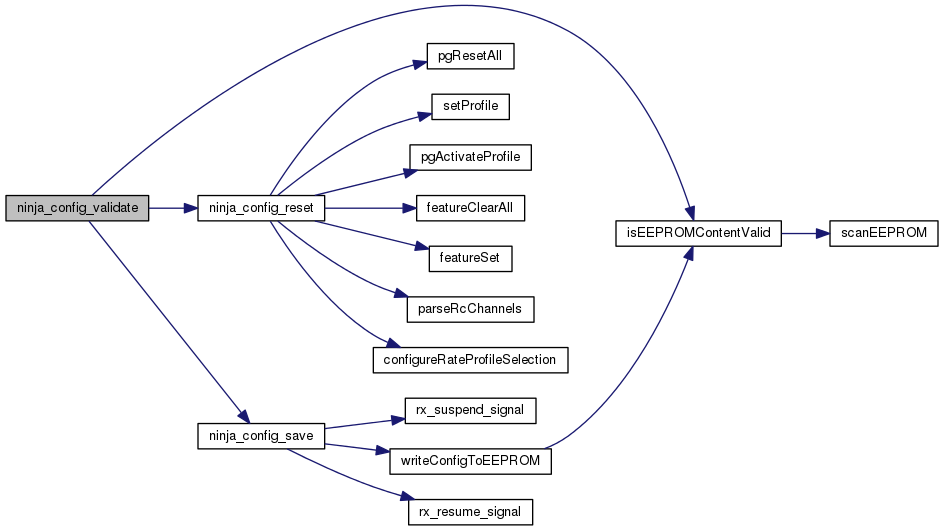 pgResetAll
setProfile
pgActivateProfile
ninja_config_validate
ninja_config_reset
featureClearAll
isEEPROMContentValid
scanEEPROM
featureSet
parseRcChannels
configureRateProfileSelection
rx_suspend_signal
ninja_config_save
writeConfigToEEPROM
rx_resume_signal